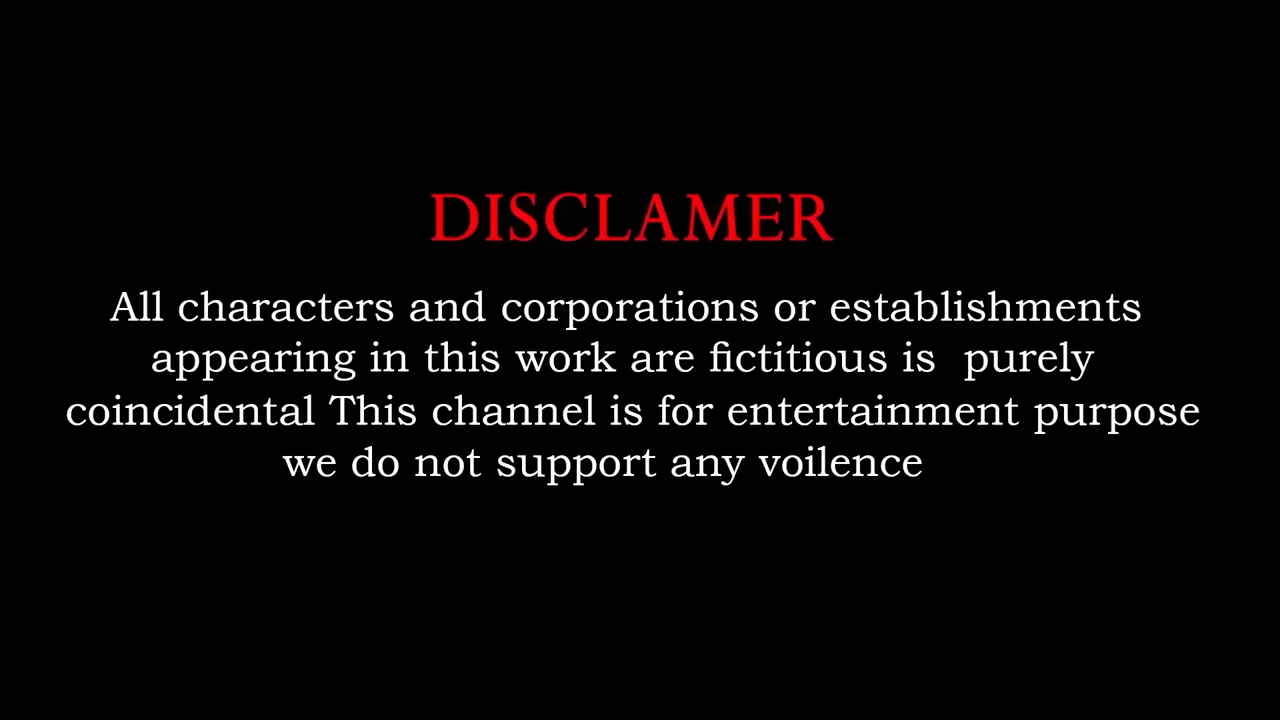 DISCLAMER
All characters and corporations or establishments
appearing in this work are fictitious is  purely
coincidental This channel is for entertainment purpose
we do not support any voilence